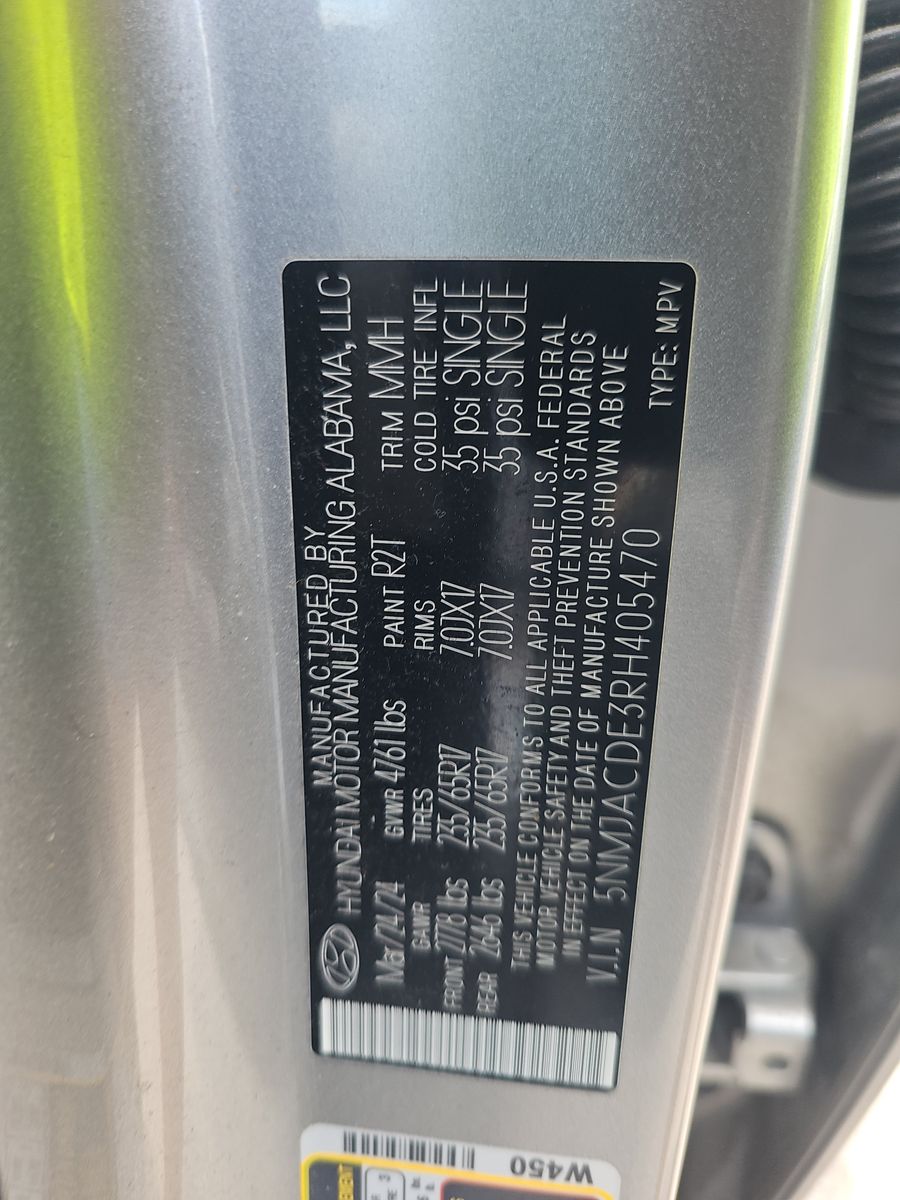 MANUFACTURED BY
HYUNDAI MOTOR MANUFACTURING ALABAMA, LLC
Mar/24/24 GVWR 4761 lbs PAINT R2T TRIM MMH
GAWR TIRES RIMS COLD TIRE INFL
FRONT 2778 lbs 235/65R17 7.0JX17 35 psi SINGLE
REAR 2646 lbs 235/65R17 7.0JX17 35 psi SINGLE
THIS VEHICLE CONFORMS TO ALL APPLICABLE U.S.A. FEDERAL
MOTOR VEHICLE SAFETY AND THEFT PREVENTION STANDARDS
IN EFFECT ON THE DATE OF MANUFACTURE SHOWN ABOVE
V.I.N 5NMJACDE3RH405470
TYPE: MPV
W450